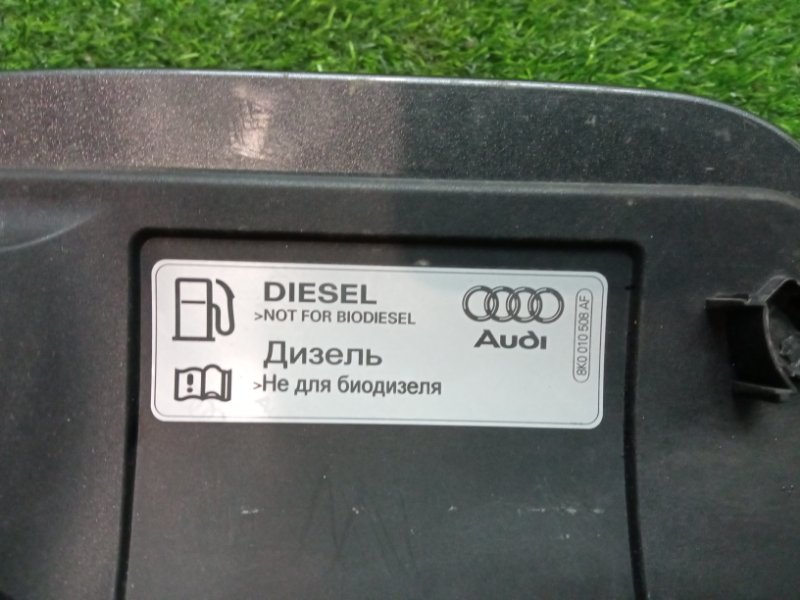 DIESEL
>NOT FOR BIODIESEL
Дизель
>Не для биодизеля
Audi
8K0 010 508 AF